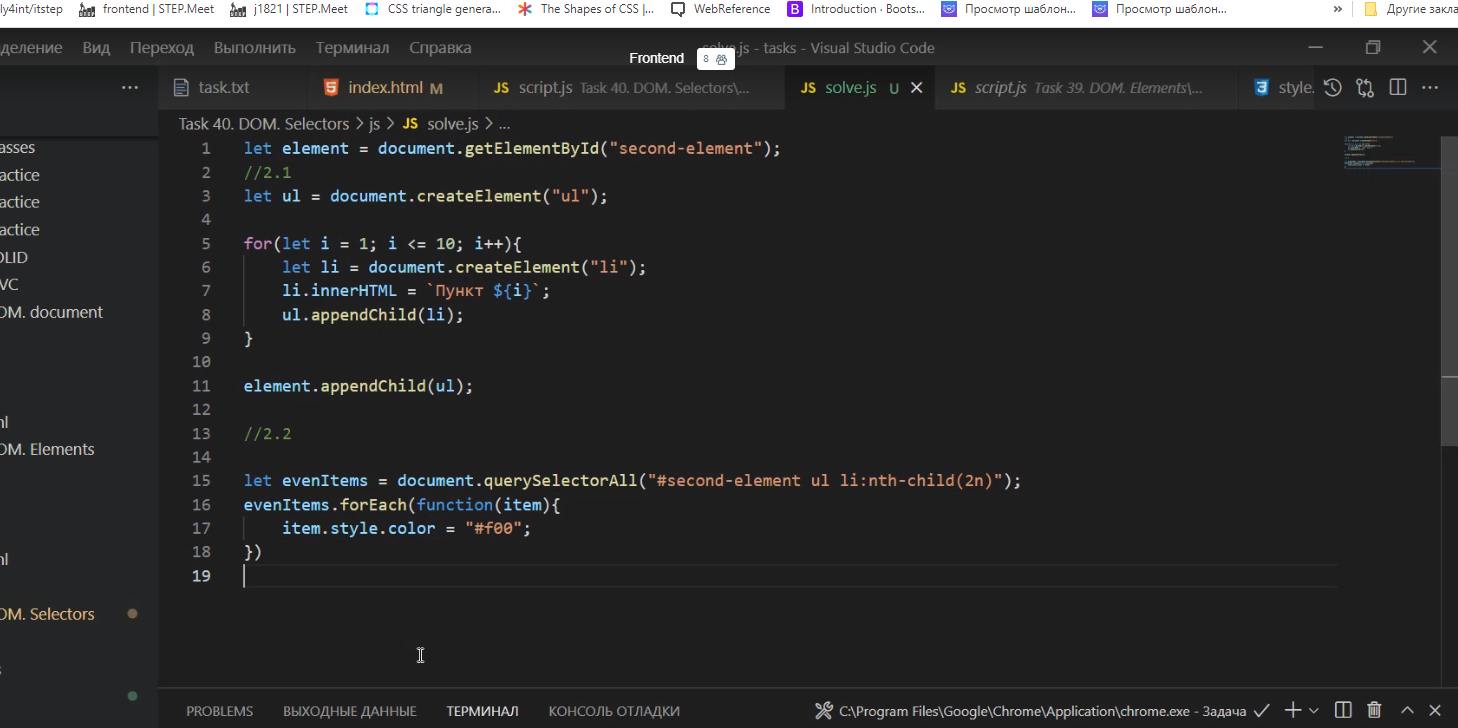 ly4int/itstep frontend | STEP.Meet j1821 | STEP.Meet CSS triangle genera... The Shapes of CSS |... WebReference Introduction · Boots... Просмотр шаблон... Просмотр шаблон... » Другие закла
деление Вид Переход Выполнить Терминал Справка solve.js - tasks - Visual Studio Code
Frontend 8
... task.txt index.html M JS script.js Task 40. DOM. Selectors\... JS solve.js U JS script.js Task 39. DOM. Elements\... style. ...
Task 40. DOM. Selectors > js > JS solve.js > ...
asses
actice
actice
actice
OLID
VC
OM. document
nl
OM. Elements
nl
OM. Selectors
s
1 let element = document.getElementById("second-element");
2 //2.1
3 let ul = document.createElement("ul");
4
5 for(let i = 1; i <= 10; i++){
6     let li = document.createElement("li");
7     li.innerHTML = `Пункт ${i}`;
8     ul.appendChild(li);
9 }
10
11 element.appendChild(ul);
12
13 //2.2
14
15 let evenItems = document.querySelectorAll("#second-element ul li:nth-child(2n)");
16 evenItems.forEach(function(item){
17     item.style.color = "#f00";
18 })
19
PROBLEMS ВЫХОДНЫЕ ДАННЫЕ ТЕРМИНАЛ КОНСОЛЬ ОТЛАДКИ C:\Program Files\Google\Chrome\Application\chrome.exe - Задача